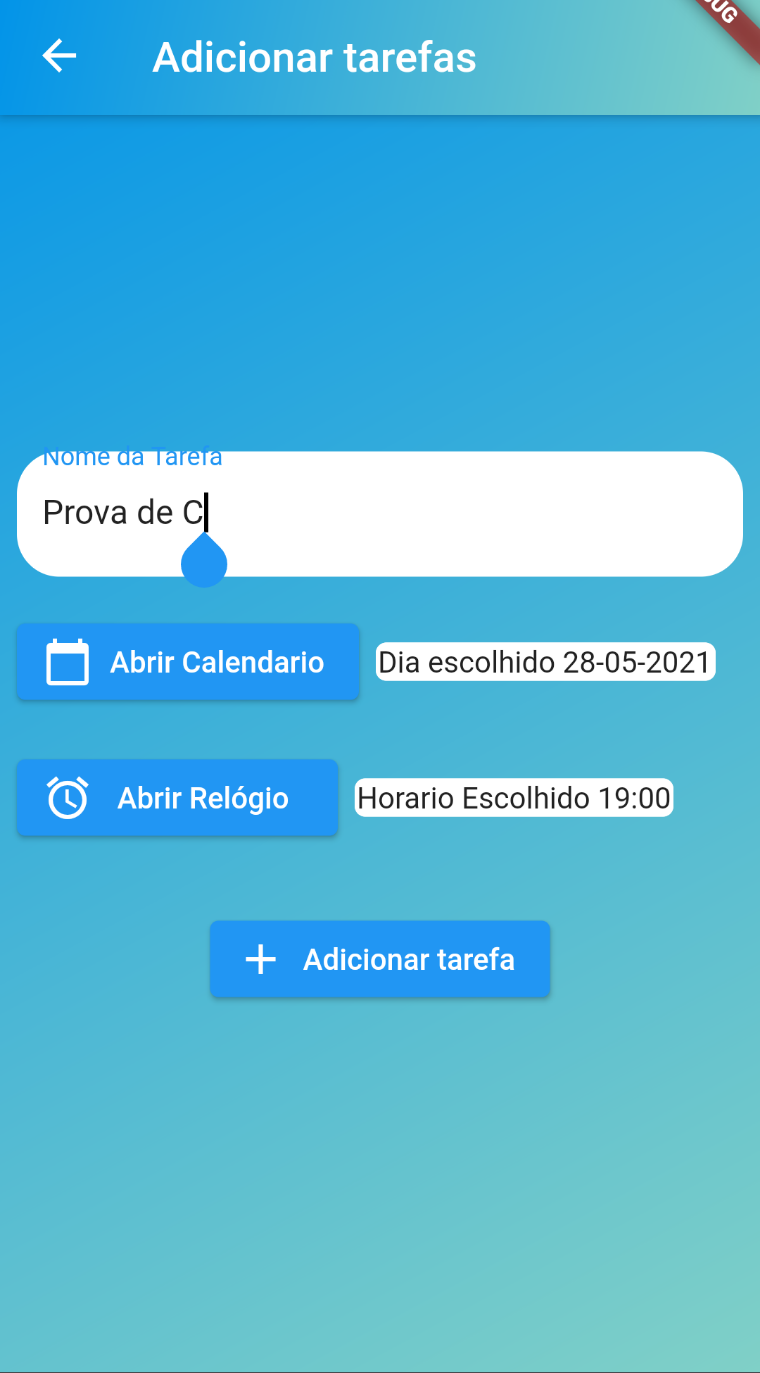 Adicionar tarefas
Nome da Tarefa
Prova de C
Abrir Calendario
Dia escolhido 28-05-2021
Abrir Relógio
Horario Escolhido 19:00
Adicionar tarefa